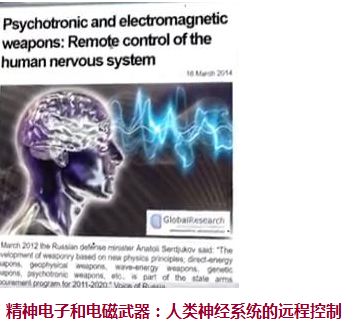 Psychotronic and electromagnetic
weapons: Remote control of the
human nervous system
16 March 2014
GlobalResearch
March 2012 the Russian defense minister Anatoli Serdjukov said: "The
velopment of weaponry based on new physics principles; direct-energy
apons, geophysical weapons, wave-energy weapons, genetic
apons, psychotronic weapons, etc., is part of the state arms
ocurement program for 2011-2020," Voice of Russia
精神电子和电磁武器：人类神经系统的远程控制